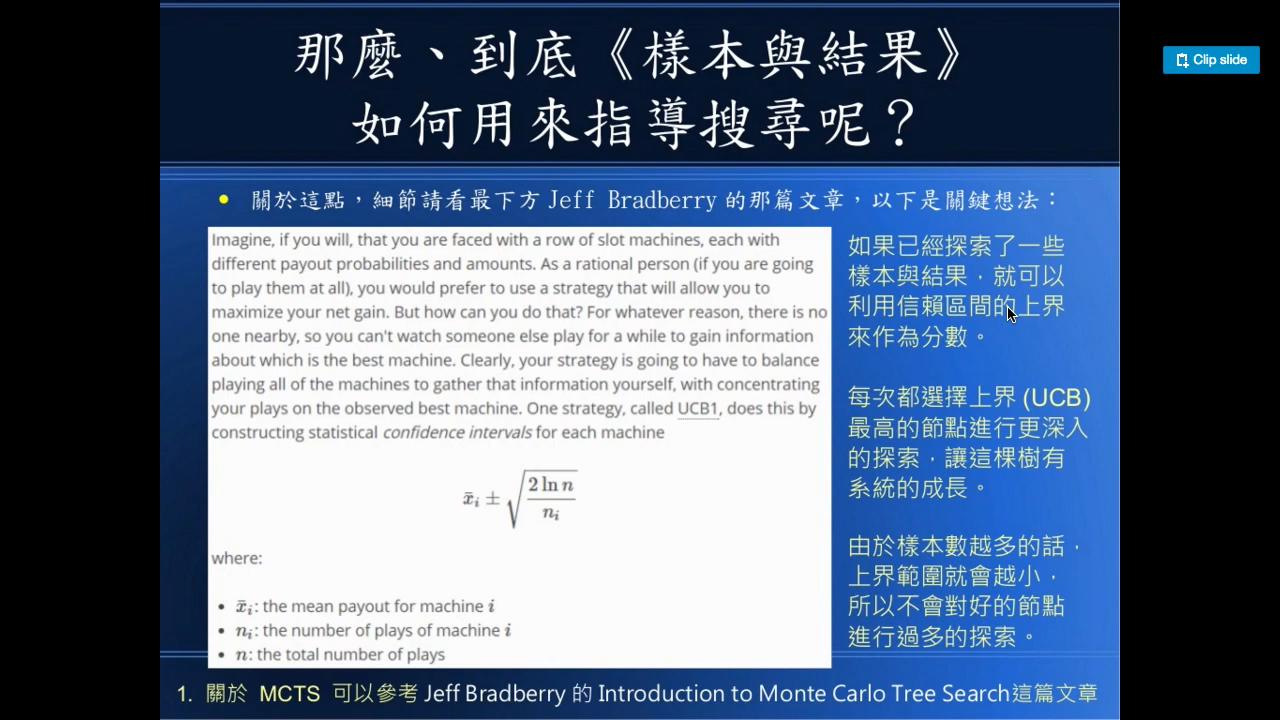 那麼、到底《樣本與結果》
如何用來指導搜尋呢？
Clip slide
• 關於這點，細節請看最下方 Jeff Bradberry 的那篇文章，以下是關鍵想法：
Imagine, if you will, that you are faced with a row of slot machines, each with
different payout probabilities and amounts. As a rational person (if you are going
to play them at all), you would prefer to use a strategy that will allow you to
maximize your net gain. But how can you do that? For whatever reason, there is no
one nearby, so you can't watch someone else play for a while to gain information
about which is the best machine. Clearly, your strategy is going to have to balance
playing all of the machines to gather that information yourself, with concentrating
your plays on the observed best machine. One strategy, called UCB1, does this by
constructing statistical confidence intervals for each machine
x̄ᵢ ± √(2 ln n / nᵢ)
where:
• x̄ᵢ: the mean payout for machine i
• nᵢ: the number of plays of machine i
• n: the total number of plays
如果已經探索了一些
樣本與結果，就可以
利用信賴區間的上界
來作為分數。
每次都選擇上界 (UCB)
最高的節點進行更深入
的探索，讓這棵樹有
系統的成長。
由於樣本數越多的話，
上界範圍就會越小，
所以不會對好的節點
進行過多的探索。
1. 關於 MCTS 可以參考 Jeff Bradberry 的 Introduction to Monte Carlo Tree Search這篇文章